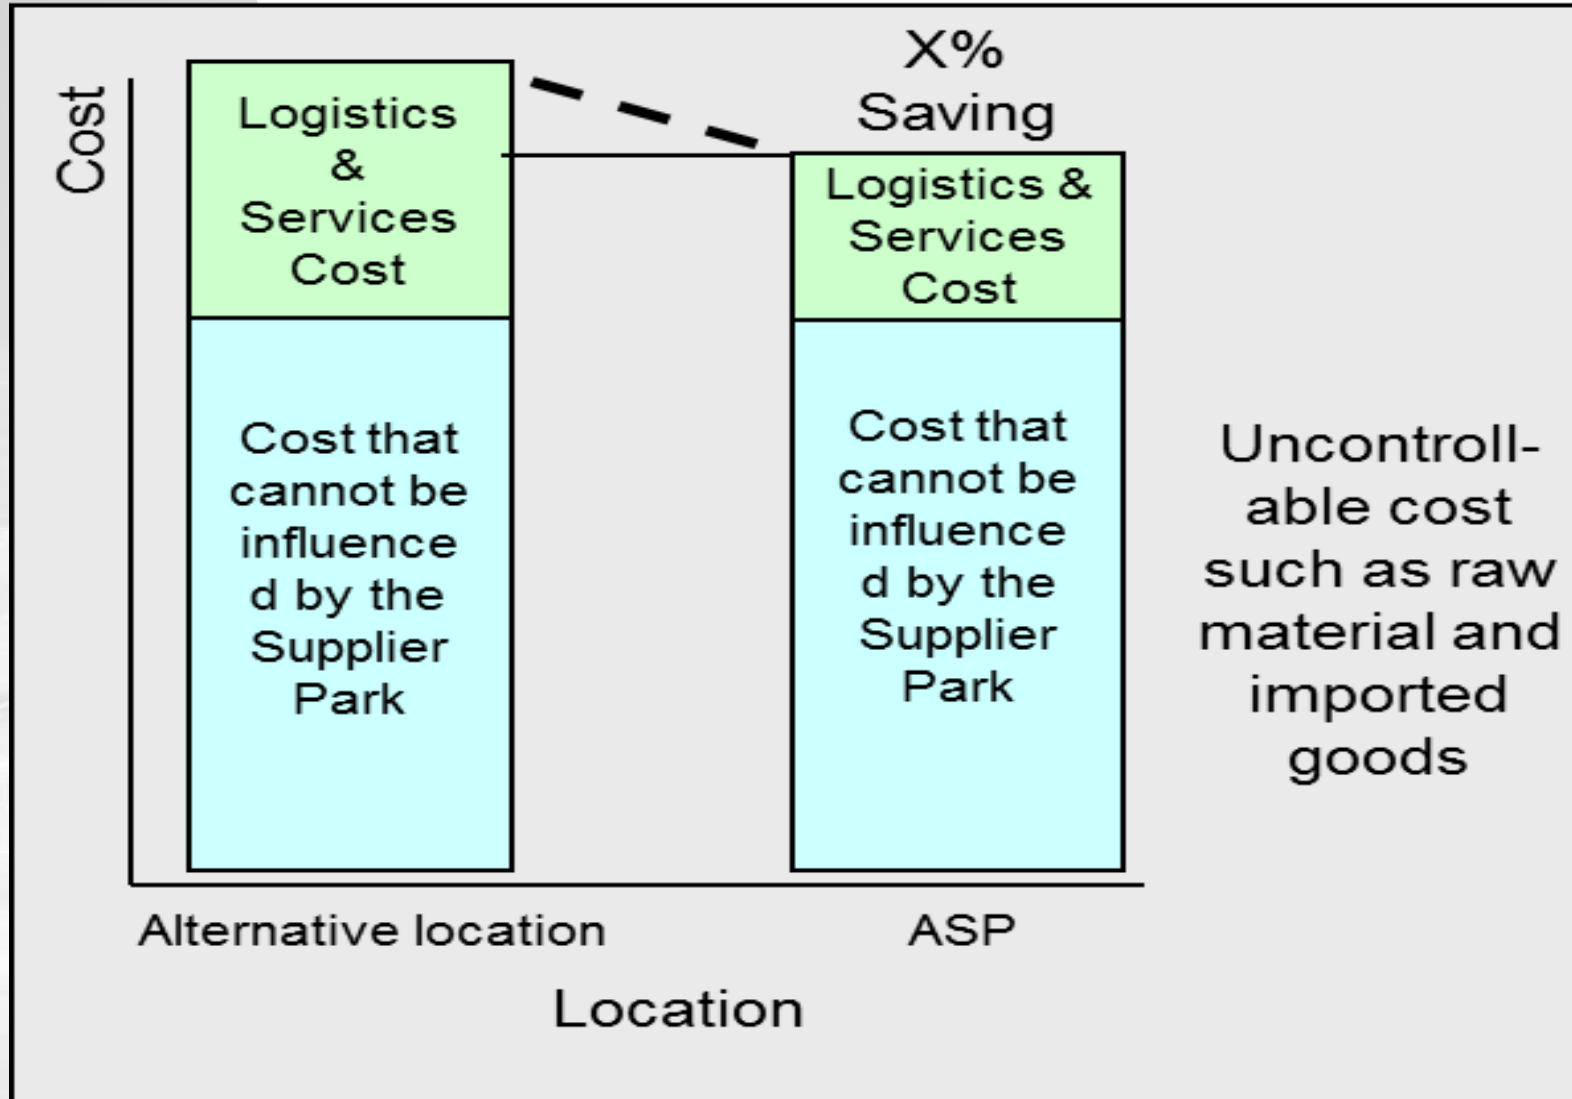 Cost
Logistics
&
Services
Cost
Cost that
cannot be
influence
d by the
Supplier
Park
X%
Saving
Logistics &
Services
Cost
Cost that
cannot be
influence
d by the
Supplier
Park
Uncontroll-
able cost
such as raw
material and
imported
goods
Alternative location
ASP
Location